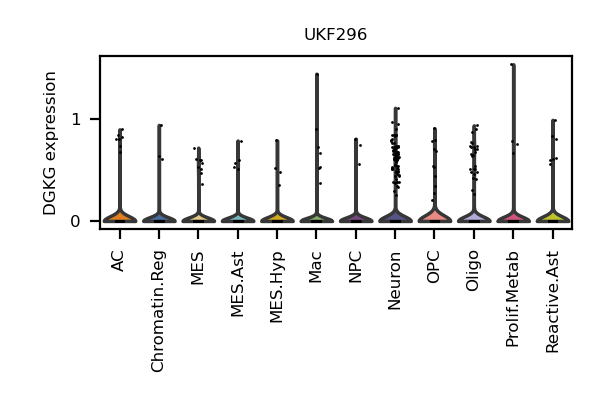 UKF296
DGKG expression
1
0
AC
Chromatin.Reg
MES
MES.Ast
MES.Hyp
Mac
NPC
Neuron
OPC
Oligo
Prolif.Metab
Reactive.Ast